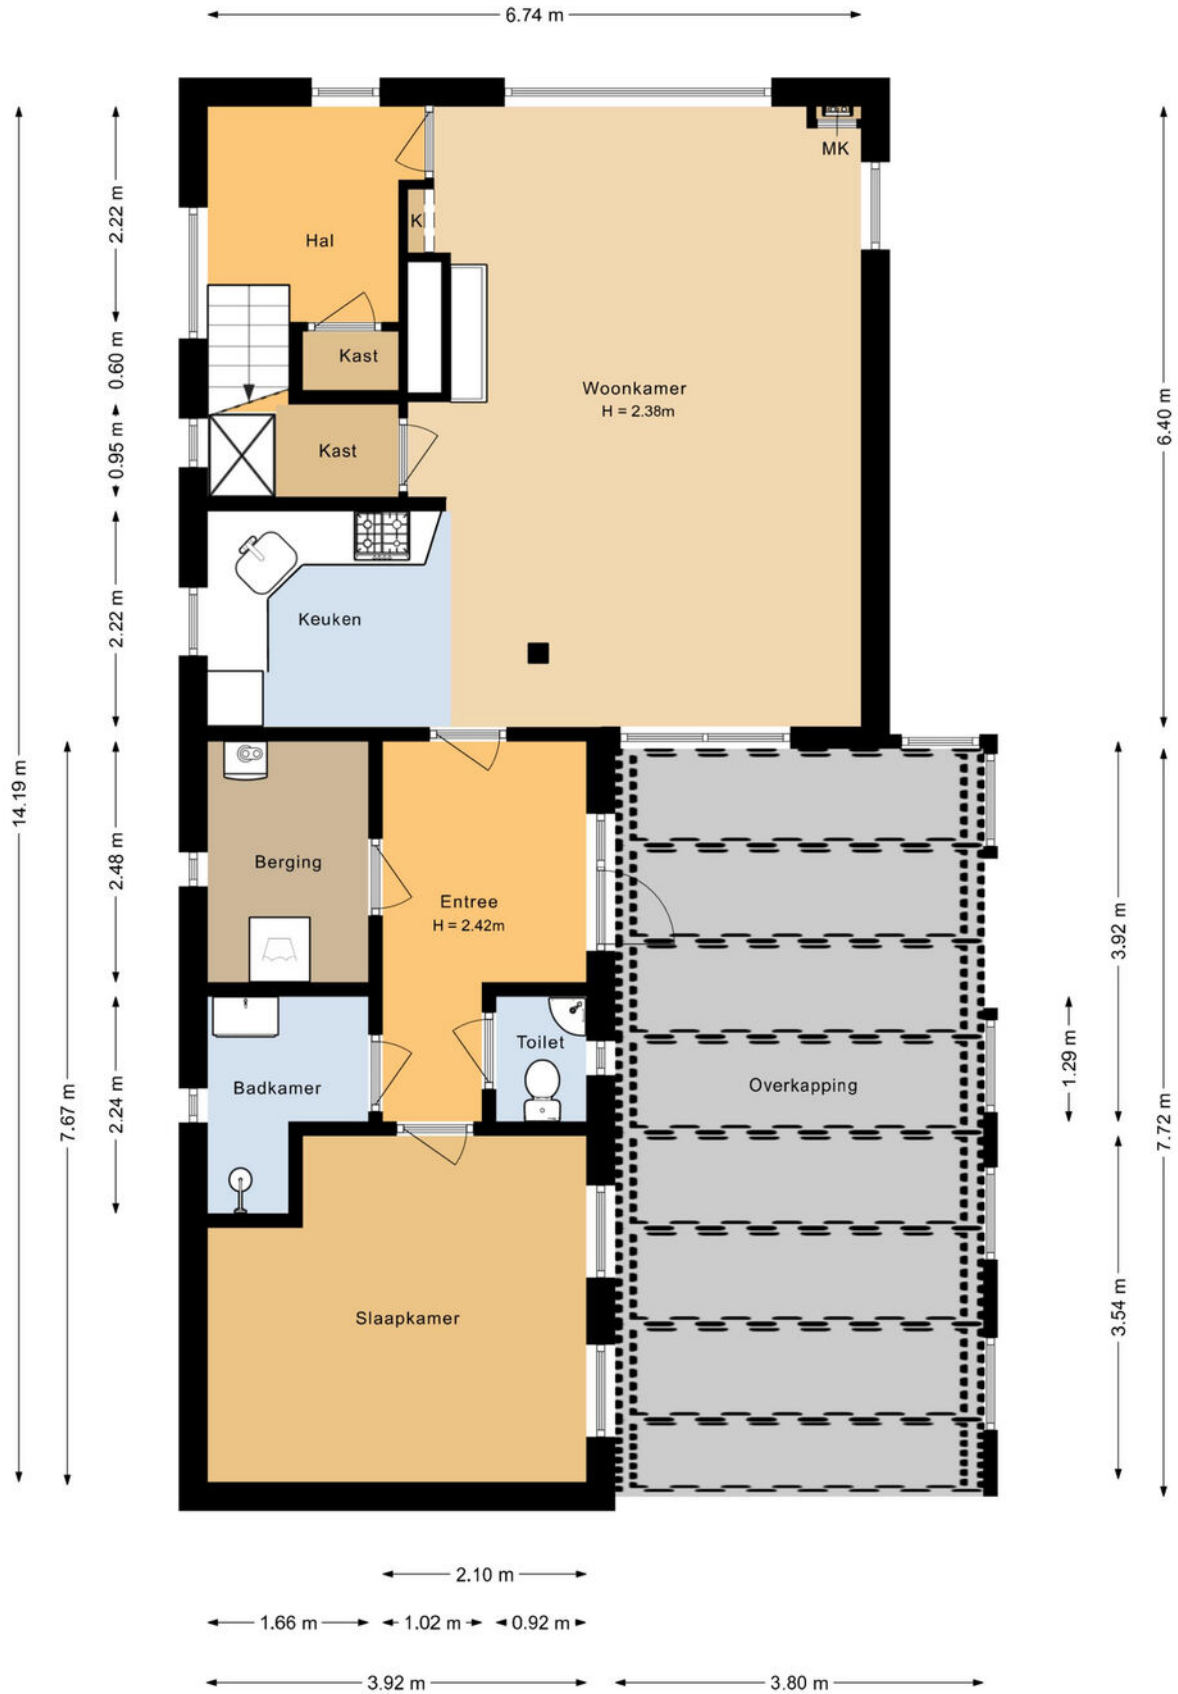 6.74 m
MK
2.22 m
K
Hal
0.60 m
Kast
Woonkamer
H = 2.38m
6.40 m
0.95 m
Kast
2.22 m
Keuken
14.19 m
2.48 m
Berging
Entree
H = 2.42m
3.92 m
1.29 m
Toilet
Badkamer
Overkapping
7.67 m
2.24 m
7.72 m
3.54 m
Slaapkamer
2.10 m
1.66 m
1.02 m
0.92 m
3.92 m
3.80 m